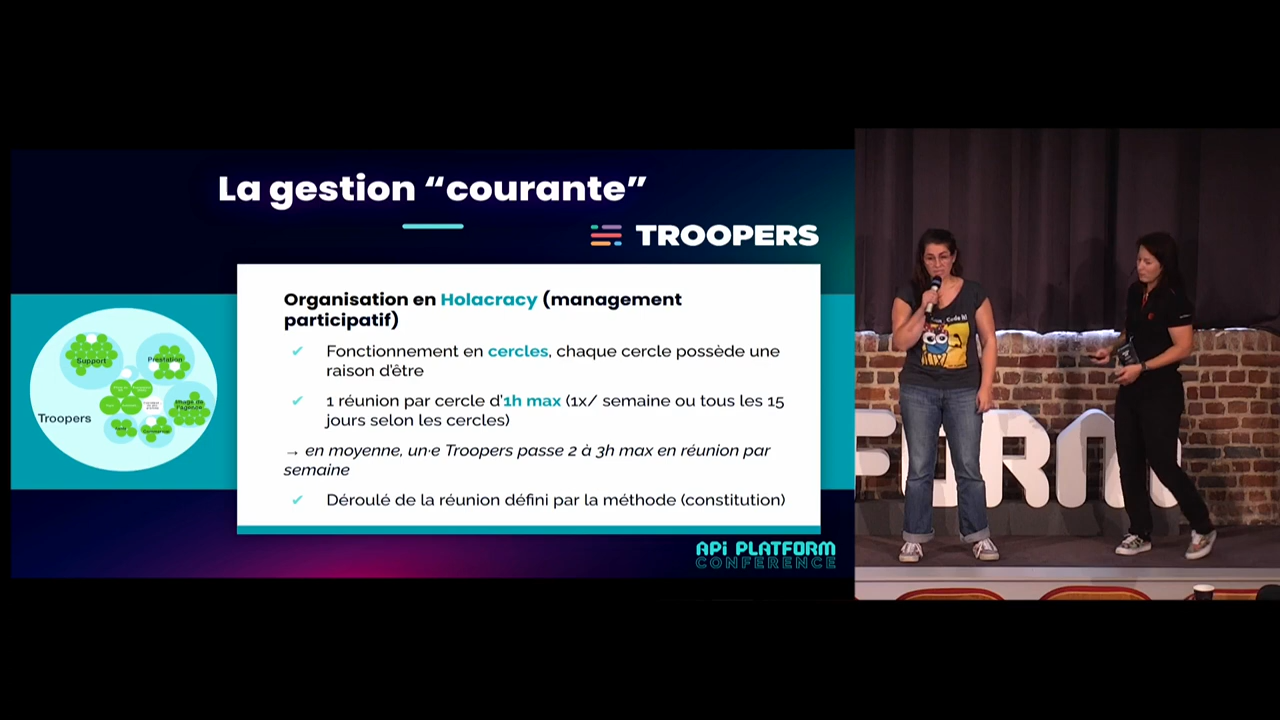 La gestion “courante”
TROOPERS
Organisation en Holacracy (management
participatif)
✔ Fonctionnement en cercles, chaque cercle possède une
raison d’être
✔ 1 réunion par cercle d’1h max (1x/ semaine ou tous les 15
jours selon les cercles)
→ en moyenne, un·e Troopers passe 2 à 3h max en réunion par
semaine
✔ Déroulé de la réunion défini par la méthode (constitution)
Support
Prestation
Image de
l'agence
Troopers
APi PLATFORM
CONFERENCE
FORM